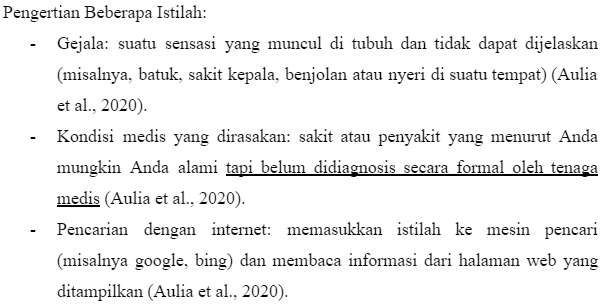 Pengertian Beberapa Istilah:
- Gejala: suatu sensasi yang muncul di tubuh dan tidak dapat dijelaskan
(misalnya, batuk, sakit kepala, benjolan atau nyeri di suatu tempat) (Aulia
et al., 2020).
- Kondisi medis yang dirasakan: sakit atau penyakit yang menurut Anda
mungkin Anda alami tapi belum didiagnosis secara formal oleh tenaga
medis (Aulia et al., 2020).
- Pencarian dengan internet: memasukkan istilah ke mesin pencari
(misalnya google, bing) dan membaca informasi dari halaman web yang
ditampilkan (Aulia et al., 2020).